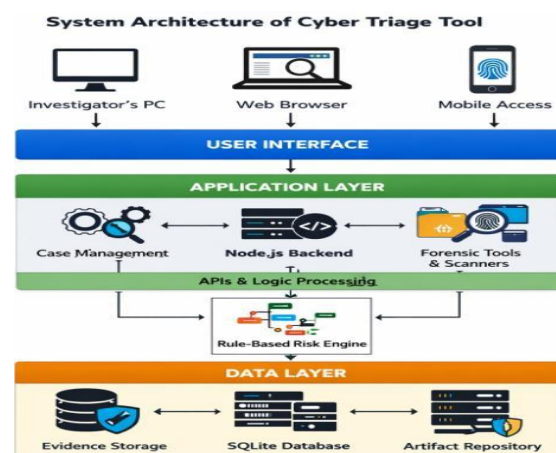 System Architecture of Cyber Triage Tool
Investigator's PC
Web Browser
Mobile Access
USER INTERFACE
APPLICATION LAYER
Case Management
Node.js Backend
Forensic Tools
& Scanners
APIs & Logic Processing
Rule-Based Risk Engine
DATA LAYER
Evidence Storage
SQLite Database
Artifact Repository